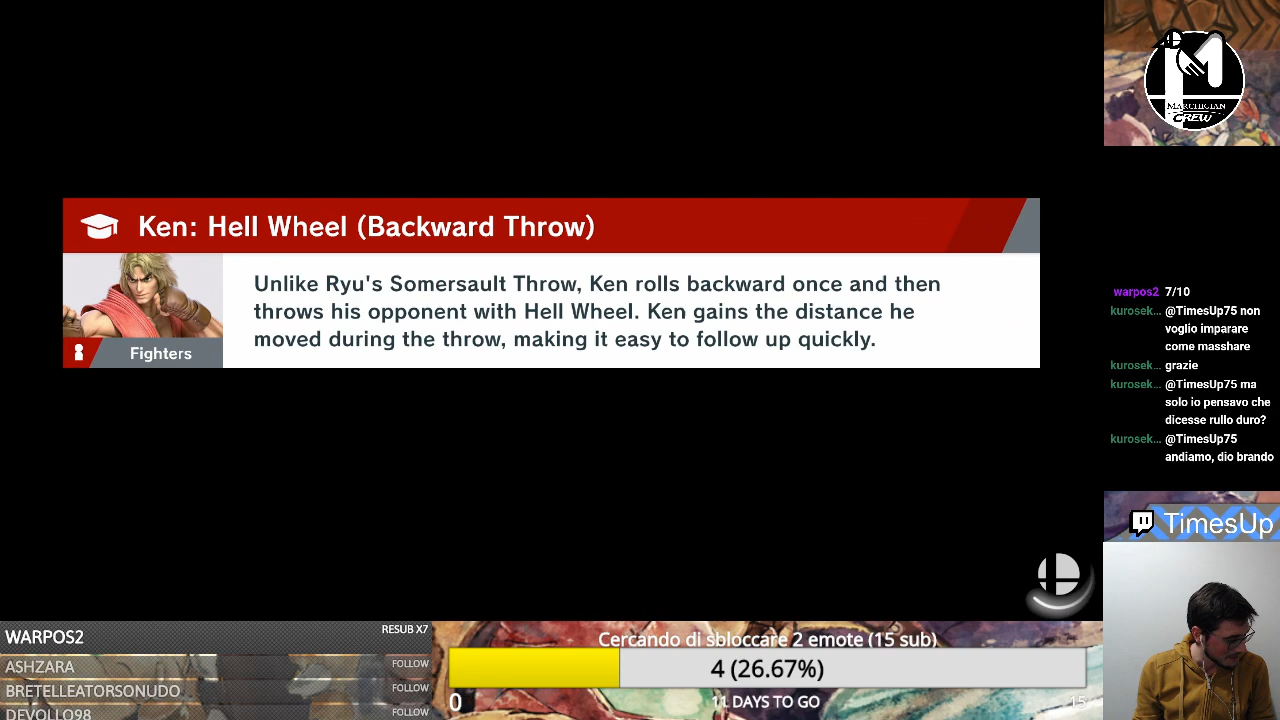 Ken: Hell Wheel (Backward Throw)
Unlike Ryu's Somersault Throw, Ken rolls backward once and then
throws his opponent with Hell Wheel. Ken gains the distance he
moved during the throw, making it easy to follow up quickly.
Fighters
MARCHIGIAN
CREW
warpos2 7/10
kurosek... @TimesUp75 non
voglio imparare
come masshare
kurosek... grazie
kurosek... @TimesUp75 ma
solo io pensavo che
dicesse rullo duro?
kurosek... @TimesUp75
andiamo, dio brando
TimesUp
WARPOS2 RESUB X7
ASHZARA FOLLOW
BRETELLEATORSONUDO FOLLOW
DEVOLLO98 FOLLOW
Cercando di sbloccare 2 emote (15 sub)
4 (26.67%)
0 11 DAYS TO GO 15